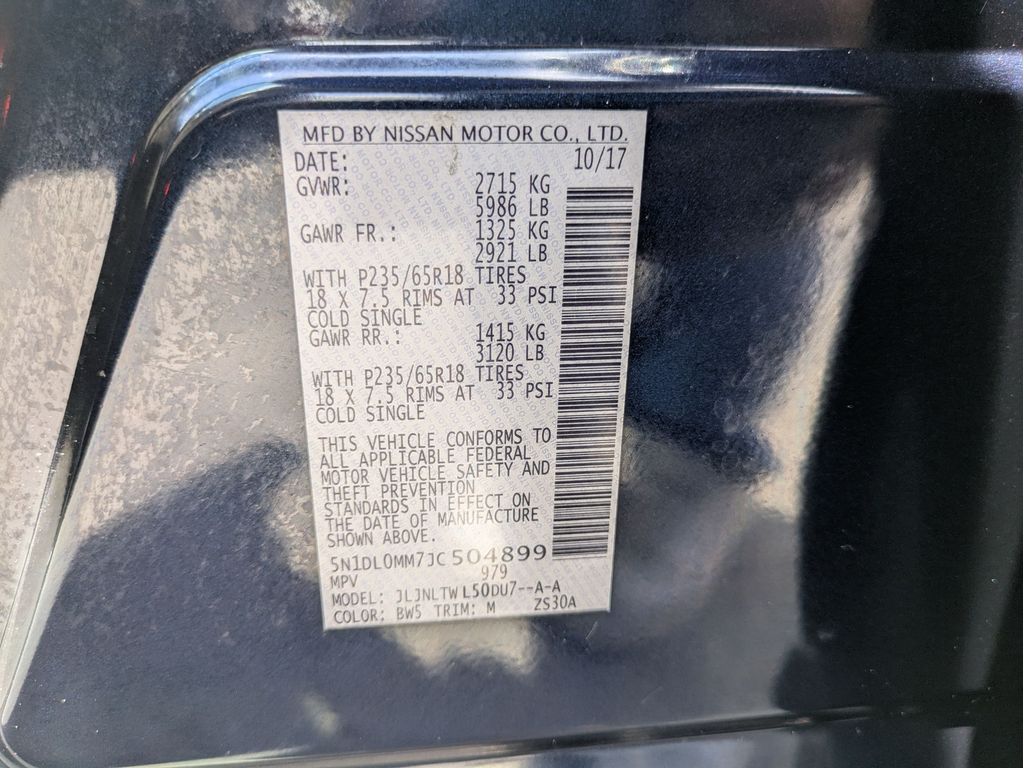 MFD BY NISSAN MOTOR CO., LTD.
DATE: 10/17
GVWR: 2715 KG
5986 LB
GAWR FR.: 1325 KG
2921 LB
WITH P235/65R18 TIRES
18 X 7.5 RIMS AT 33 PSI
COLD SINGLE
GAWR RR.: 1415 KG
3120 LB
WITH P235/65R18 TIRES
18 X 7.5 RIMS AT 33 PSI
COLD SINGLE
THIS VEHICLE CONFORMS TO
ALL APPLICABLE FEDERAL
MOTOR VEHICLE SAFETY AND
THEFT PREVENTION
STANDARDS IN EFFECT ON
THE DATE OF MANUFACTURE
SHOWN ABOVE.
5N1DL0MM7JC504899
MPV 979
MODEL: JLJNLTWL50DU7--A-A
COLOR: BW5 TRIM: M ZS30A